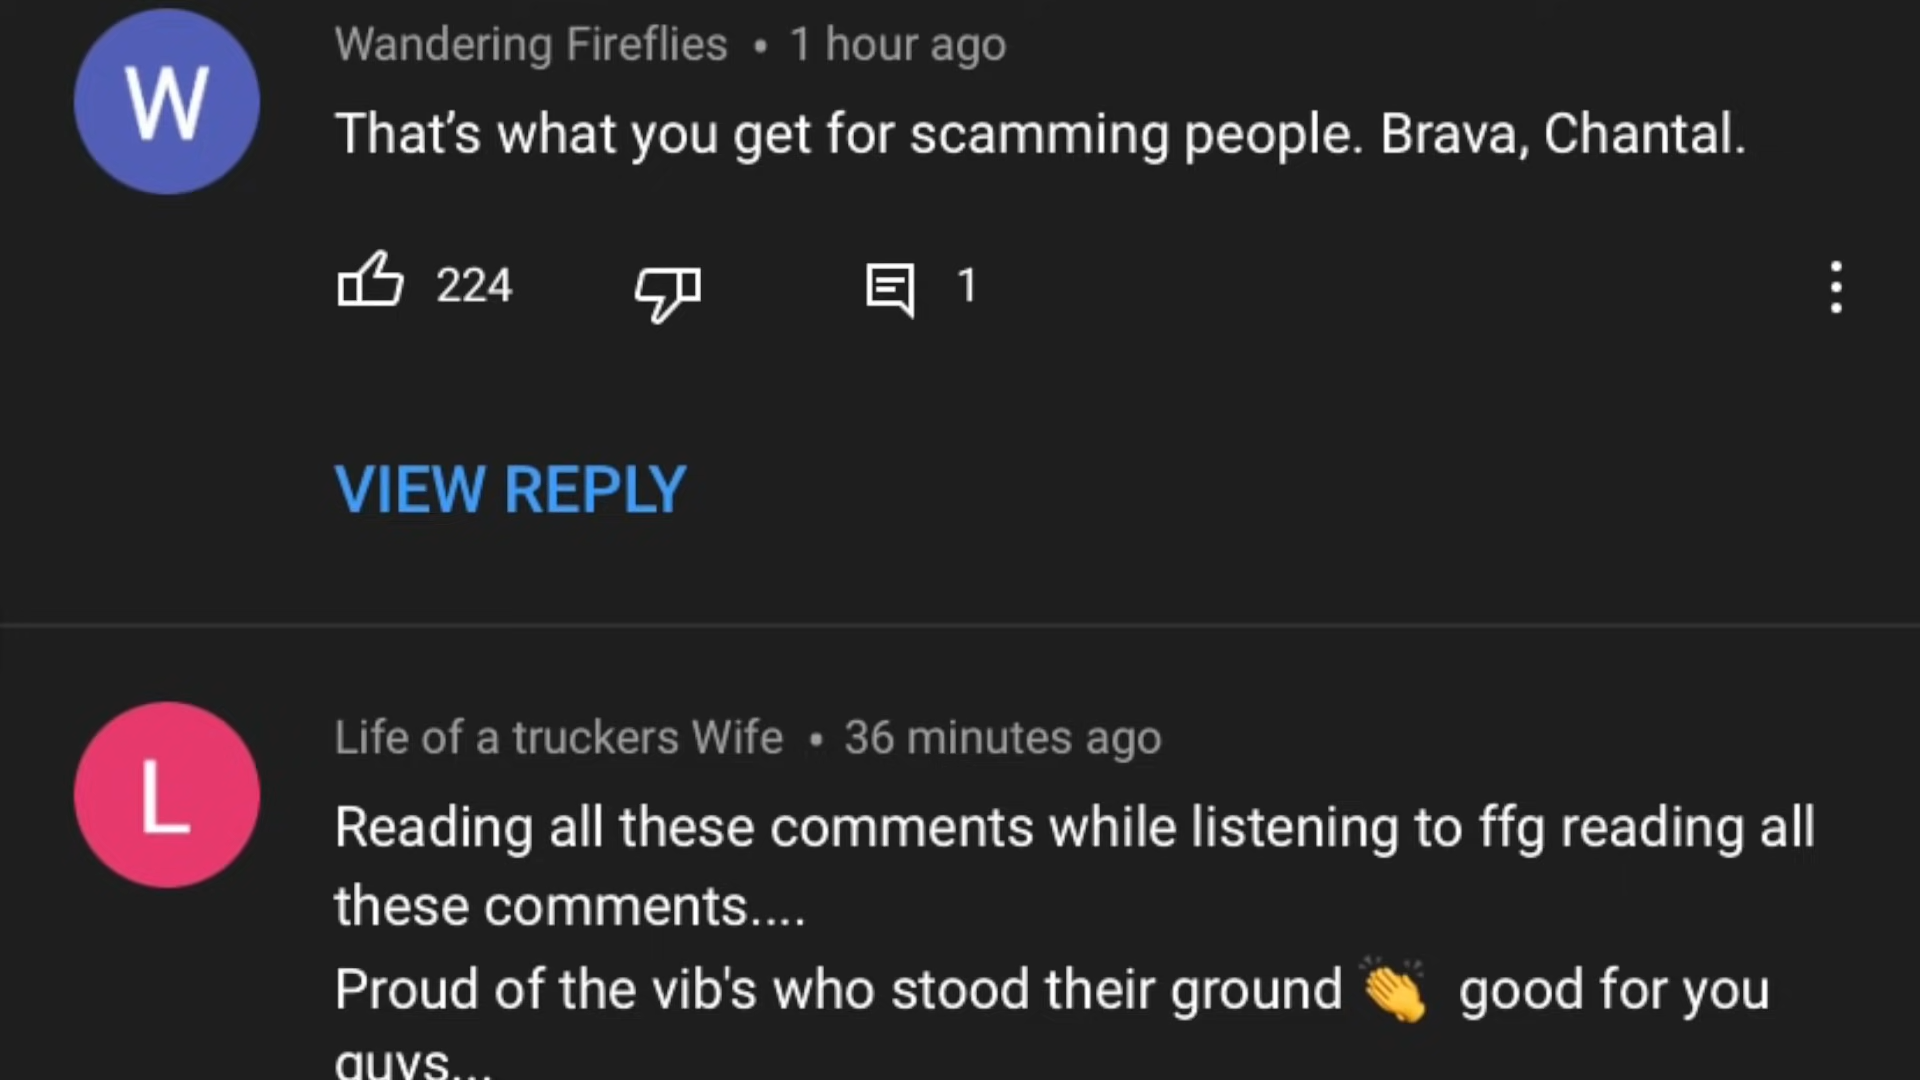 W
Wandering Fireflies • 1 hour ago
That’s what you get for scamming people. Brava, Chantal.
224
1
VIEW REPLY
L
Life of a truckers Wife • 36 minutes ago
Reading all these comments while listening to ffg reading all
these comments....
Proud of the vib's who stood their ground 👏 good for you
guys...